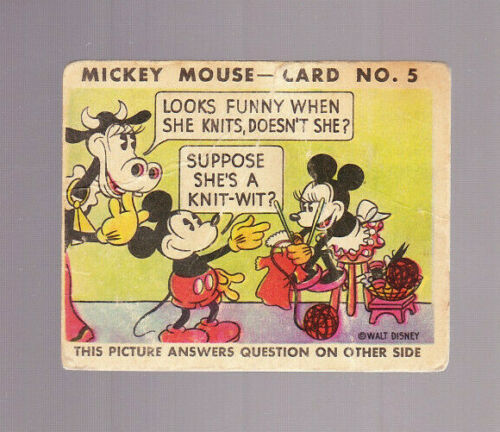 MICKEY MOUSE—CARD NO. 5
LOOKS FUNNY WHEN
SHE KNITS, DOESN'T SHE?
SUPPOSE
SHE'S A
KNIT-WIT?
©WALT DISNEY
THIS PICTURE ANSWERS QUESTION ON OTHER SIDE